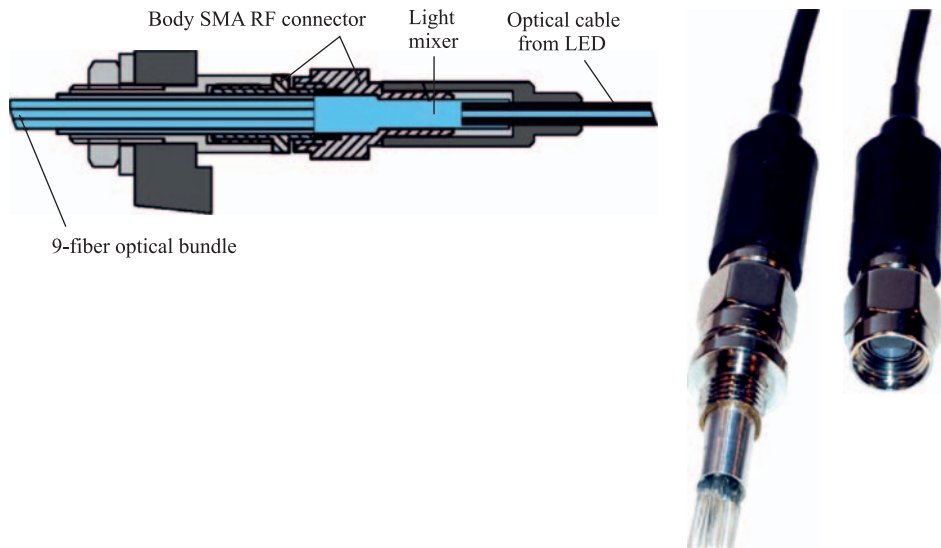 Body SMA RF connector
Light
mixer
Optical cable
from LED
9-fiber optical bundle